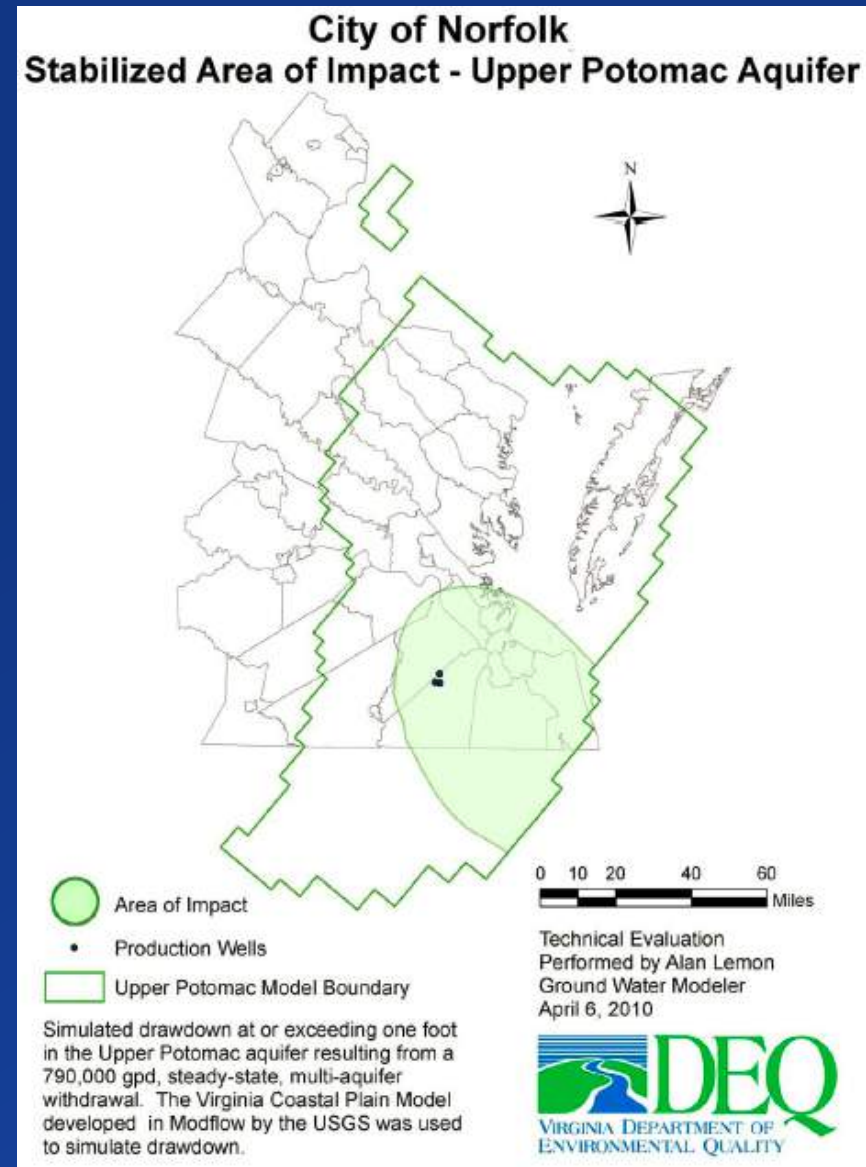 City of Norfolk
Stabilized Area of Impact - Upper Potomac Aquifer
N
0 10 20 40 60
Miles
Area of Impact
Production Wells
Upper Potomac Model Boundary
Simulated drawdown at or exceeding one foot
in the Upper Potomac aquifer resulting from a
790,000 gpd, steady-state, multi-aquifer
withdrawal. The Virginia Coastal Plain Model
developed in Modflow by the USGS was used
to simulate drawdown.
Technical Evaluation
Performed by Alan Lemon
Ground Water Modeler
April 6, 2010
DEQ
VIRGINIA DEPARTMENT OF
ENVIRONMENTAL QUALITY